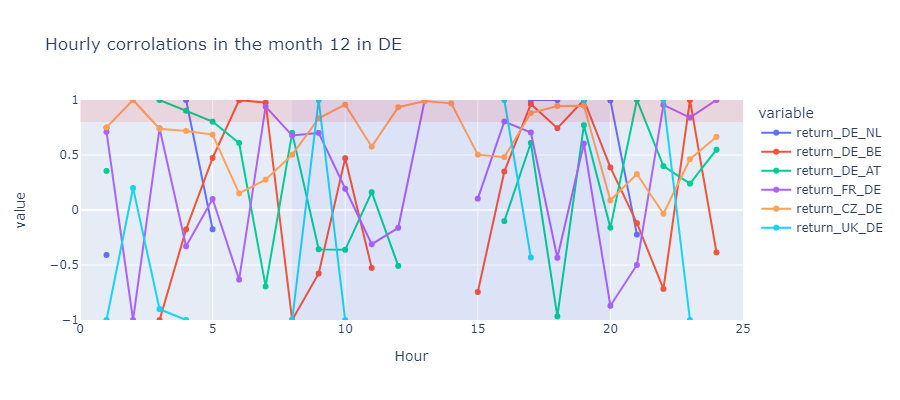 Hourly corrolations in the month 12 in DE
variable
return_DE_NL
return_DE_BE
return_DE_AT
return_FR_DE
return_CZ_DE
return_UK_DE
value
1
0.5
0
−0.5
−1
0
5
10
15
20
25
Hour